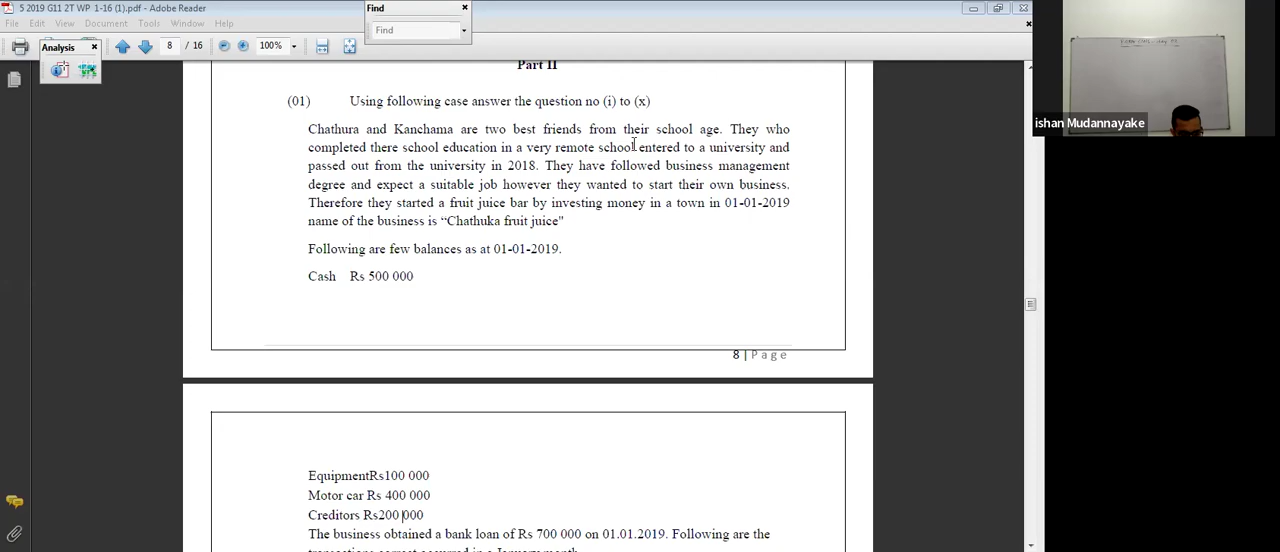 5 2019 G11 2T WP 1-16 (1).pdf - Adobe Reader
File Edit View Document Tools Window Help
Find
Find
Analysis
8 / 16
100%
Part II
(01) Using following case answer the question no (i) to (x)
Chathura and Kanchama are two best friends from their school age. They who
completed there school education in a very remote school entered to a university and
passed out from the university in 2018. They have followed business management
degree and expect a suitable job however they wanted to start their own business.
Therefore they started a fruit juice bar by investing money in a town in 01-01-2019
name of the business is “Chathuka fruit juice"
Following are few balances as at 01-01-2019.
Cash Rs 500 000
8 | Page
EquipmentRs100 000
Motor car Rs 400 000
Creditors Rs200 000
The business obtained a bank loan of Rs 700 000 on 01.01.2019. Following are the
ishan Mudannayake